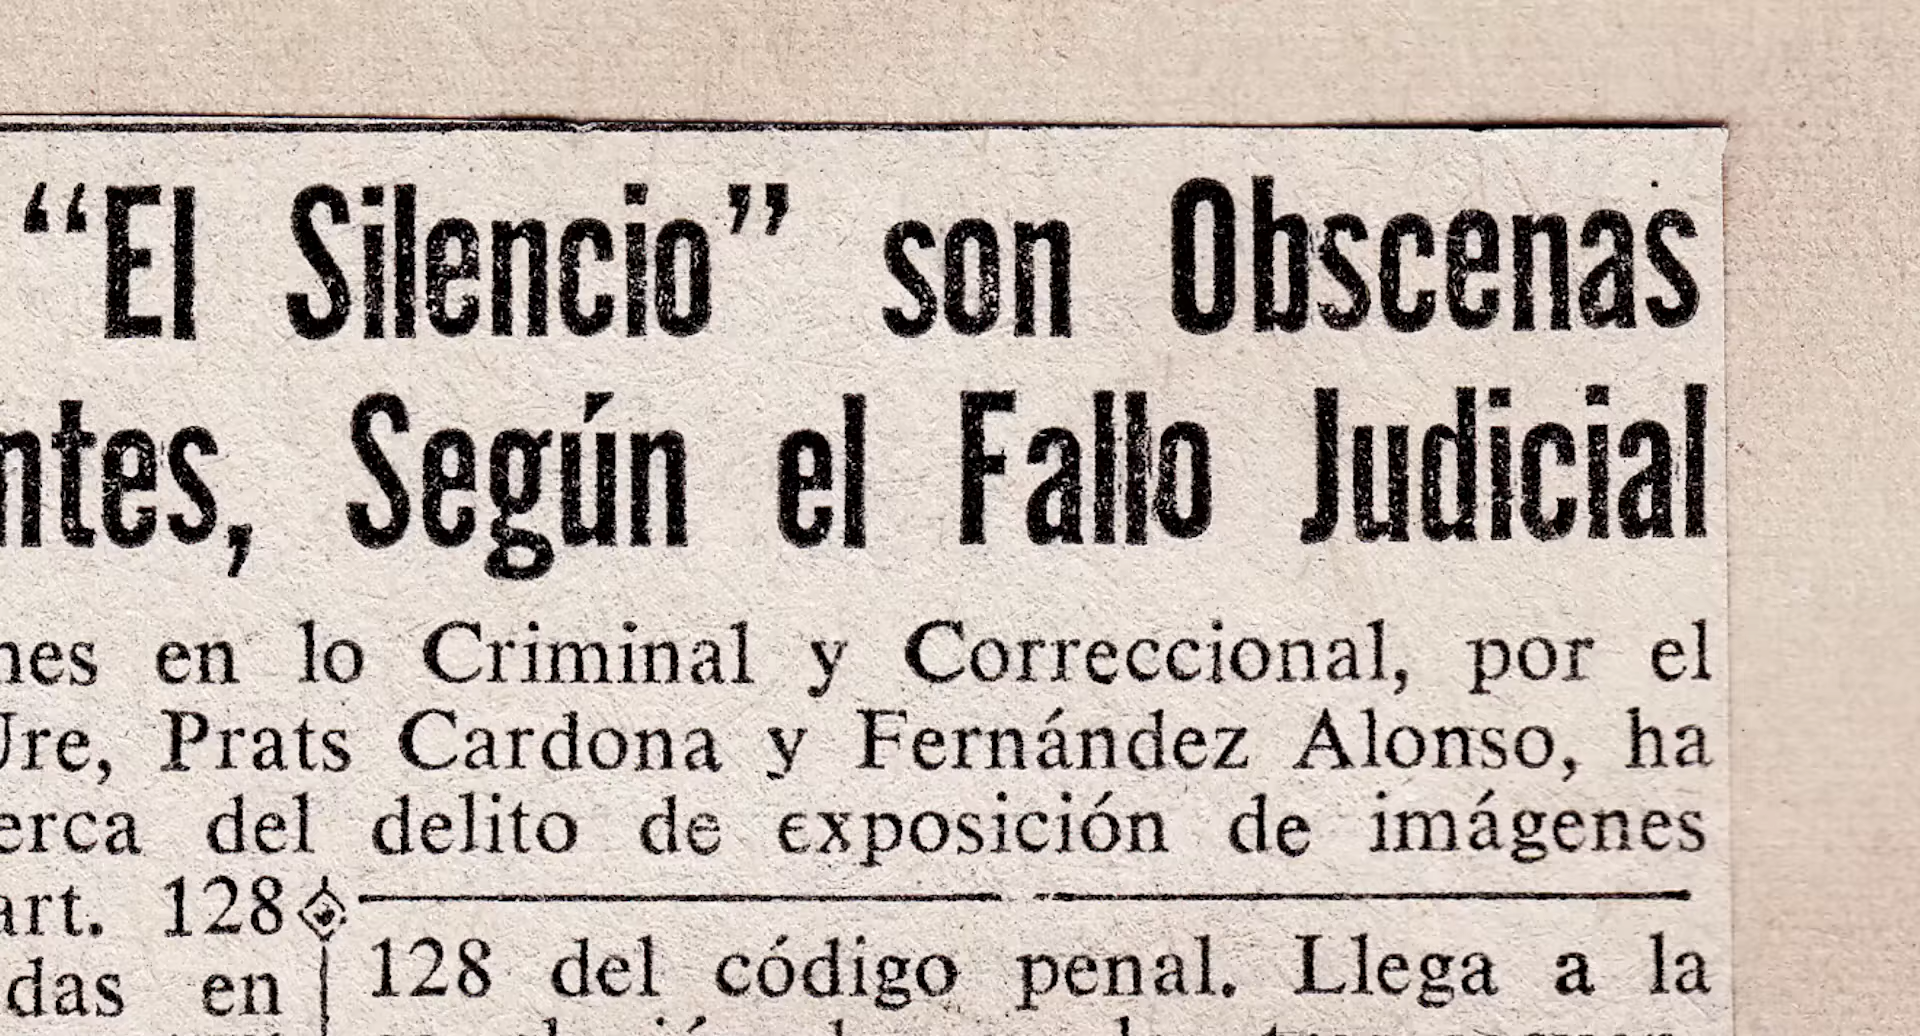 “El Silencio” son Obscenas
ntes, Según el Fallo Judicial
nes en lo Criminal y Correccional, por el
Ure, Prats Cardona y Fernández Alonso, ha
erca del delito de exposición de imágenes
art. 128
das en
128 del código penal. Llega a la